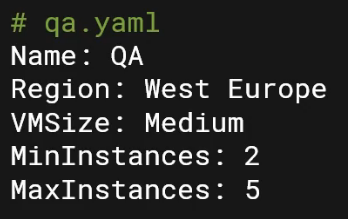 # qa.yaml
Name: QA
Region: West Europe
VMSize: Medium
MinInstances: 2
MaxInstances: 5